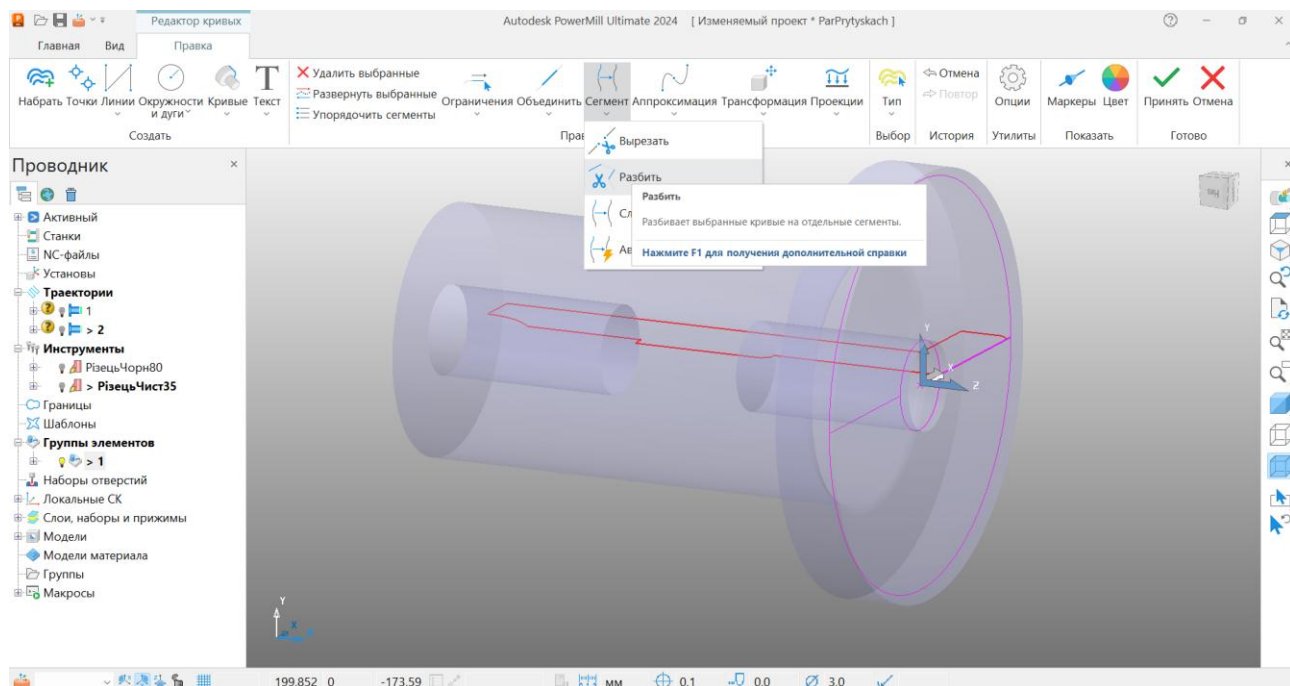 Редактор кривых
Autodesk PowerMill Ultimate 2024 [ Изменяемый проект * ParPrytyskach ]
Главная Вид Правка
Набрать Точки Линии Окружности и дуги Кривые Текст
Создать
Удалить выбранные
Развернуть выбранные
Упорядочить сегменты
Ограничения Объединить Сегмент Аппроксимация Трансформация Проекции
Тип
Выбор
Отмена
Повтор
История
Опции
Утилиты
Маркеры Цвет
Показать
Принять Отмена
Готово
Вырезать
Разбить
Разбить
Разбивает выбранные кривые на отдельные сегменты.
Нажмите F1 для получения дополнительной справки
Проводник
Активный
Станки
NC-файлы
Установы
Траектории
1
> 2
Инструменты
РізецьЧорн80
> РізецьЧист35
Границы
Шаблоны
Группы элементов
> 1
Наборы отверстий
Локальные СК
Слои, наборы и прижимы
Модели
Модели материала
Группы
Макросы
Y
X
Z
Y
X
199.852 0 -173.59 мм 0.1 0.0 3.0